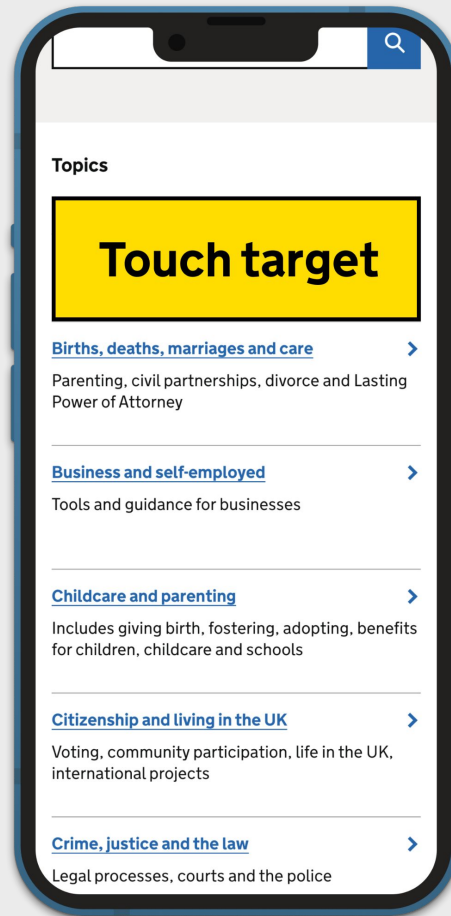 Topics
Touch target
Births, deaths, marriages and care
Parenting, civil partnerships, divorce and Lasting
Power of Attorney
Business and self-employed
Tools and guidance for businesses
Childcare and parenting
Includes giving birth, fostering, adopting, benefits
for children, childcare and schools
Citizenship and living in the UK
Voting, community participation, life in the UK,
international projects
Crime, justice and the law
Legal processes, courts and the police